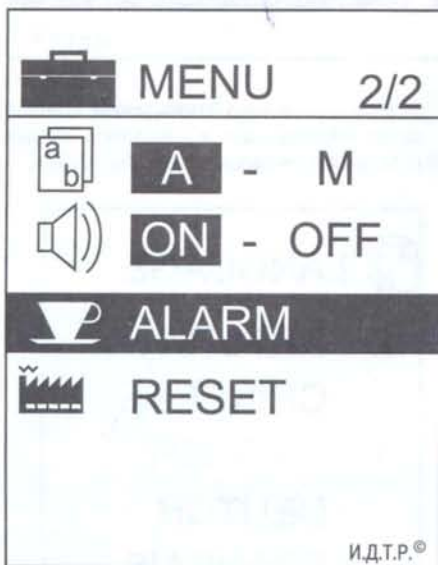 MENU 2/2
a
b
A - M
ON - OFF
ALARM
RESET
И.Д.Т.Р.©